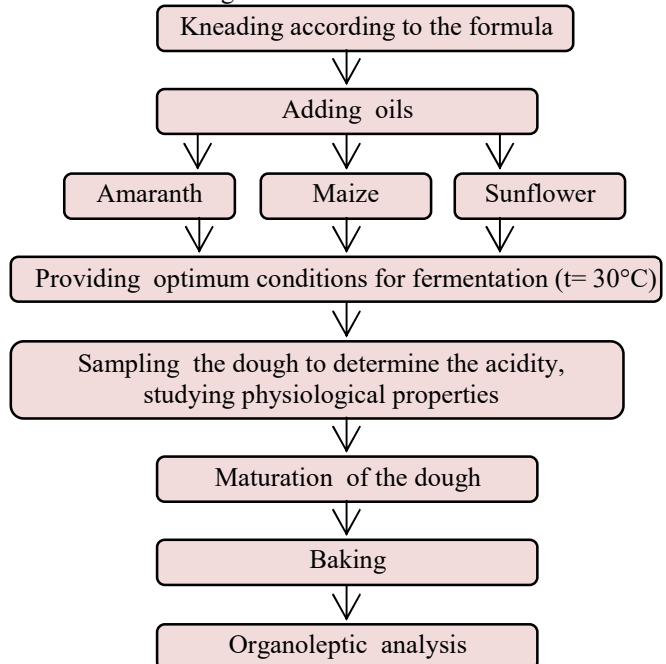 Kneading according to the formula
Adding oils
Amaranth
Maize
Sunflower
Providing optimum conditions for fermentation (t= 30°C)
Sampling the dough to determine the acidity,
studying physiological properties
Maturation of the dough
Baking
Organoleptic analysis